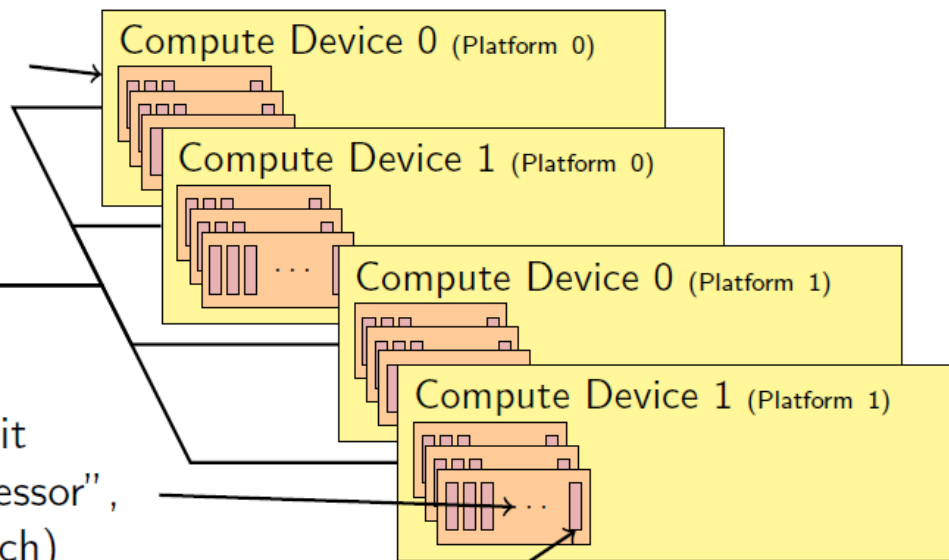 Compute Device 0 (Platform 0)
Compute Device 1 (Platform 0)
· · ·
Compute Device 0 (Platform 1)
Compute Device 1 (Platform 1)
it
essor”,
· ·
ch)